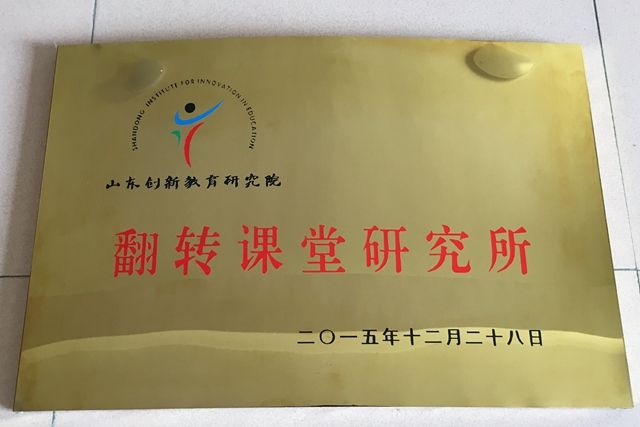 SHANDONG INSTITUTE FOR INNOVATION IN EDUCATION
山东创新教育研究院
翻转课堂研究所
二〇一五年十二月二十八日